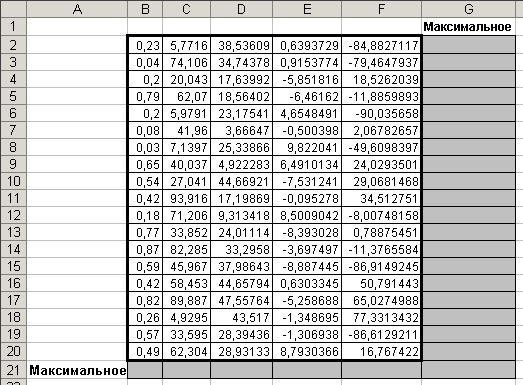 A B C D E F G
1 Максимальное
2 0,23 5,7716 38,53609 0,6393729 -84,8827117
3 0,04 74,106 34,74378 0,9153774 -79,4647937
4 0,2 20,043 17,63992 -5,851816 18,5262039
5 0,79 62,07 18,56402 -6,46162 -11,8859893
6 0,2 5,9791 23,17541 4,6548491 -90,035658
7 0,08 41,96 3,66647 -0,500398 2,06782657
8 0,03 7,1397 25,33866 9,822041 -49,6098397
9 0,65 40,037 4,922283 6,4910134 24,0293501
10 0,54 27,041 44,66921 -7,531241 29,0681468
11 0,42 93,916 17,19869 -0,095278 34,512751
12 0,18 71,206 9,313418 8,5009042 -8,00748158
13 0,77 33,852 24,01114 -8,393028 0,78875451
14 0,87 82,285 33,2958 -3,697497 -11,3765584
15 0,59 45,967 37,98643 -8,887445 -86,9149245
16 0,42 58,453 44,65794 0,6303345 50,791443
17 0,82 89,887 47,55764 -5,258688 65,0274988
18 0,26 4,9295 43,517 -1,348695 77,3313432
19 0,57 33,595 28,39436 -1,306938 -86,6129211
20 0,49 62,304 28,93133 8,7930366 16,767422
21 Максимальное